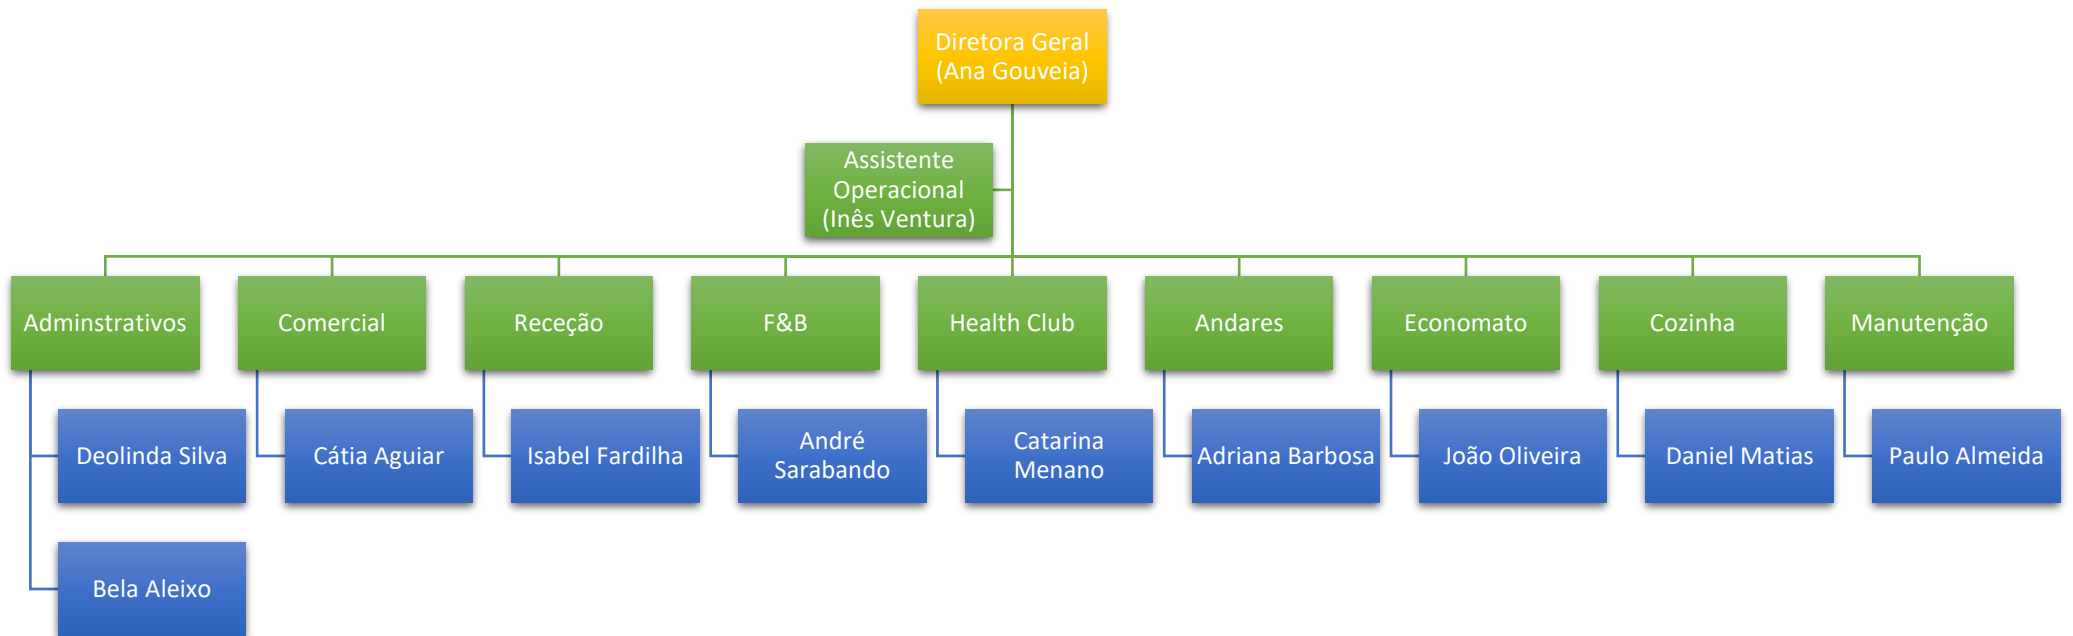 Diretora Geral
(Ana Gouveia)
Assistente
Operacional
(Inês Ventura)
Adminstrativos
Comercial
Receção
F&B
Health Club
Andares
Economato
Cozinha
Manutenção
Deolinda Silva
Cátia Aguiar
Isabel Fardilha
André
Sarabando
Catarina
Menano
Adriana Barbosa
João Oliveira
Daniel Matias
Paulo Almeida
Bela Aleixo